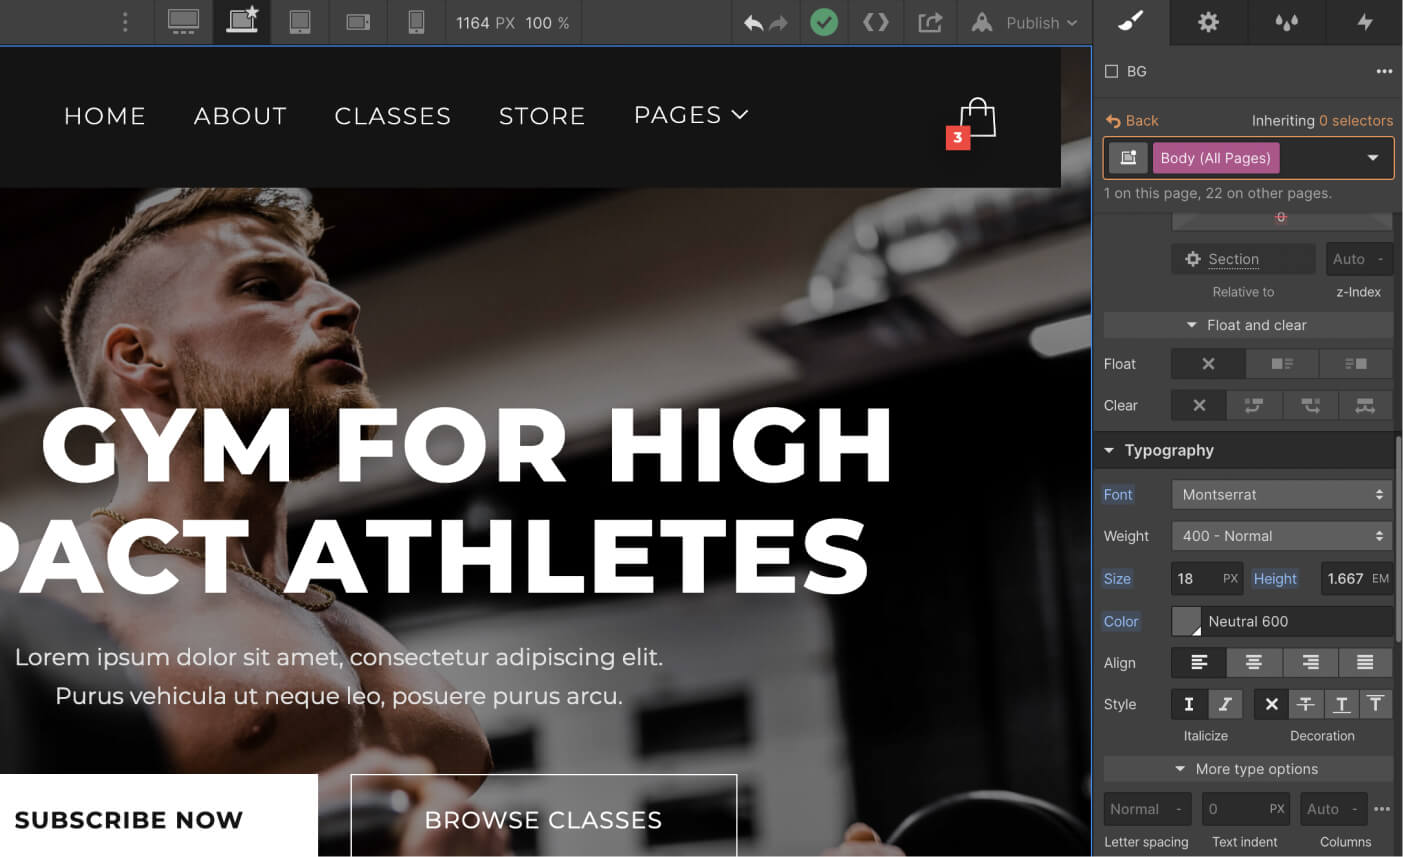 1164 PX 100 %
Publish
BG
Back
Inheriting 0 selectors
Body (All Pages)
1 on this page, 22 on other pages.
0
Section
Auto -
Relative to
z-Index
Float and clear
Float
Clear
Typography
Font
Montserrat
Weight
400 - Normal
Size
18 PX
Height
1.667 EM
Color
Neutral 600
Align
Style
Italicize
Decoration
More type options
Normal -
0 PX
Auto -
Letter spacing
Text indent
Columns
HOME
ABOUT
CLASSES
STORE
PAGES
3
GYM FOR HIGH
PACT ATHLETES
Lorem ipsum dolor sit amet, consectetur adipiscing elit.
Purus vehicula ut neque leo, posuere purus arcu.
SUBSCRIBE NOW
BROWSE CLASSES